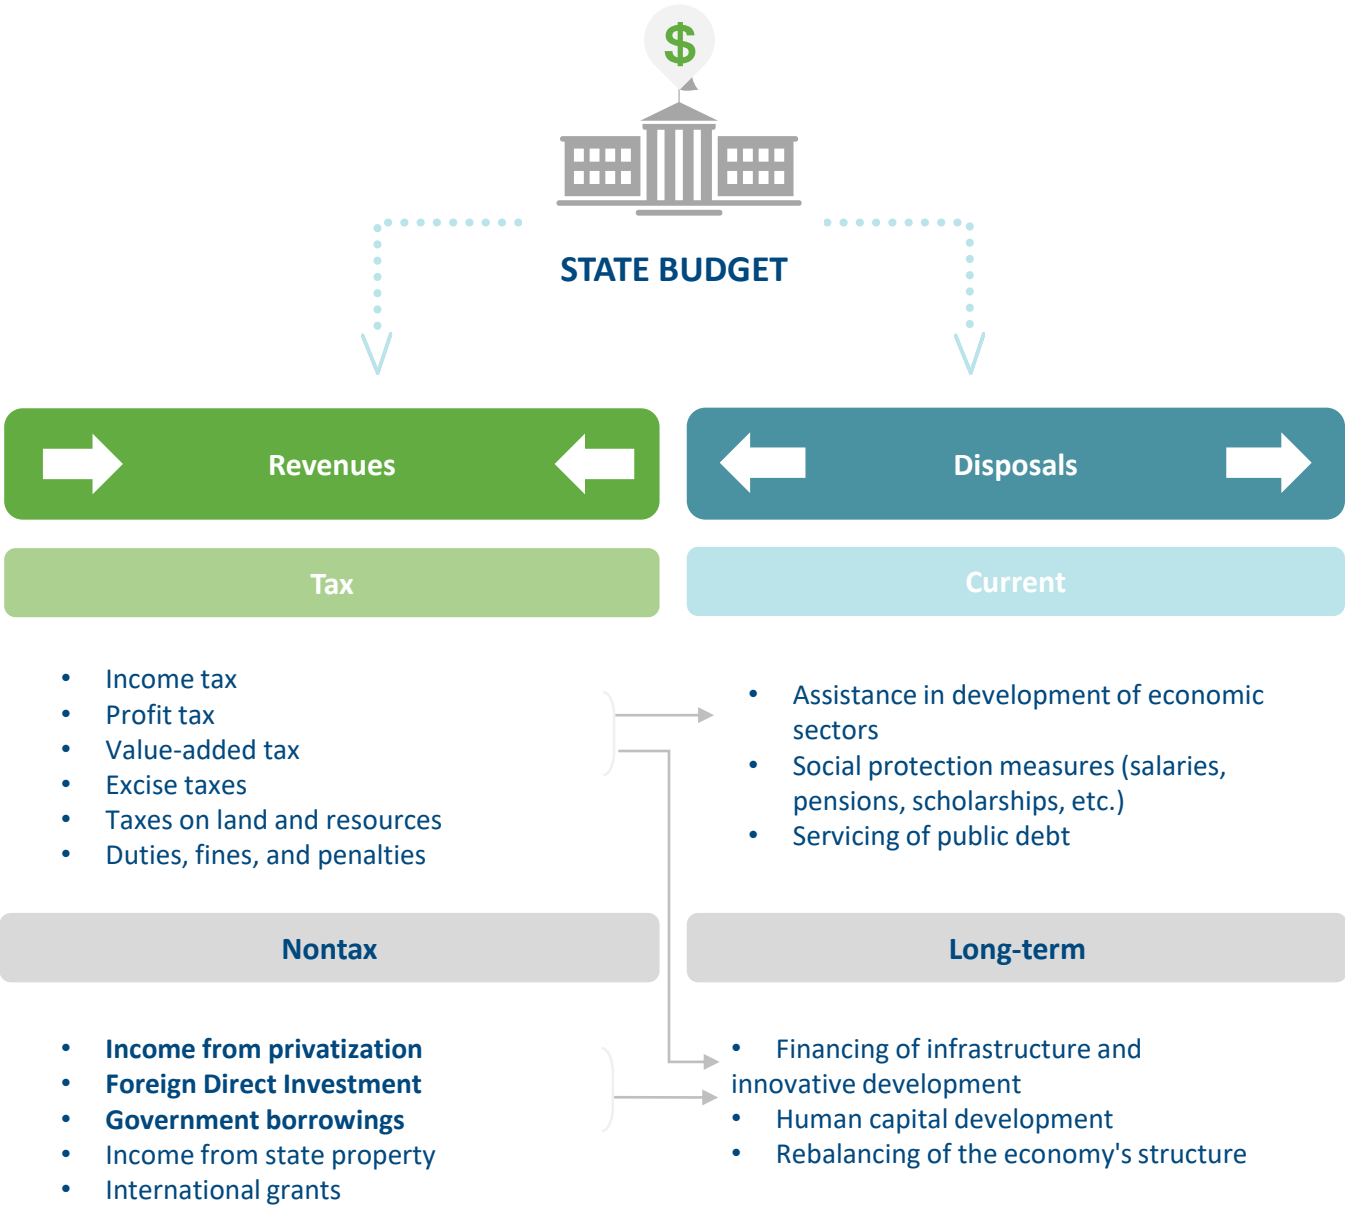 $
STATE BUDGET
Revenues
Disposals
Tax
Current
• Income tax
• Profit tax
• Value-added tax
• Excise taxes
• Taxes on land and resources
• Duties, fines, and penalties
• Assistance in development of economic
sectors
• Social protection measures (salaries,
pensions, scholarships, etc.)
• Servicing of public debt
Nontax
Long-term
• Income from privatization
• Foreign Direct Investment
• Government borrowings
• Income from state property
• International grants
• Financing of infrastructure and
innovative development
• Human capital development
• Rebalancing of the economy's structure